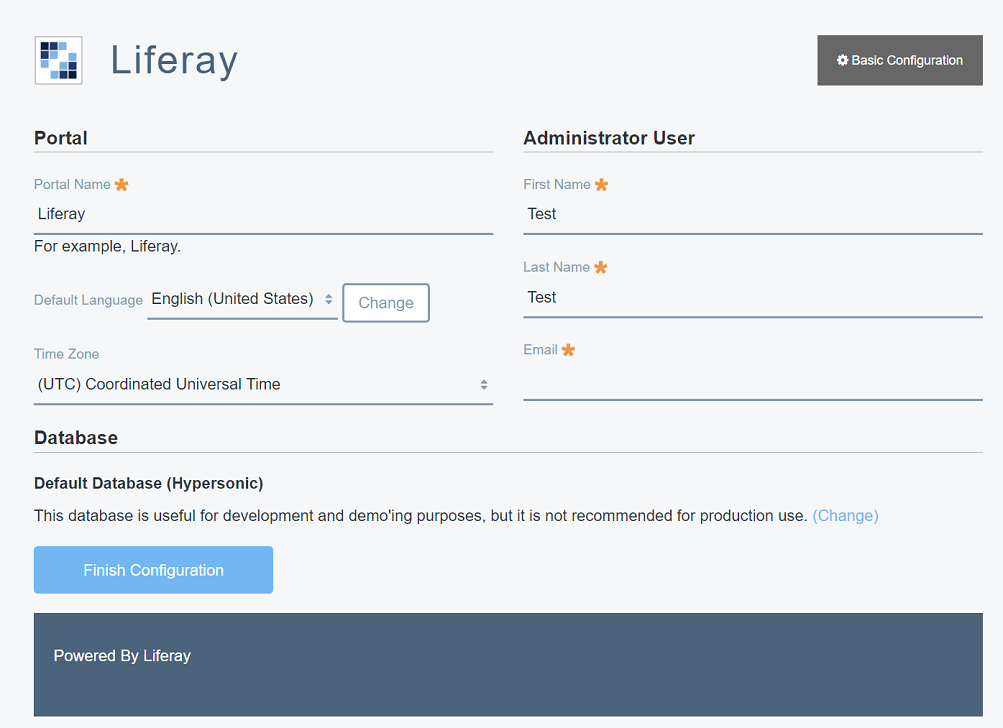 Liferay
Basic Configuration
Portal
Portal Name
Liferay
For example, Liferay.
Default Language English (United States) Change
Time Zone
(UTC) Coordinated Universal Time
Administrator User
First Name
Test
Last Name
Test
Email
Database
Default Database (Hypersonic)
This database is useful for development and demo'ing purposes, but it is not recommended for production use. (Change)
Finish Configuration
Powered By Liferay